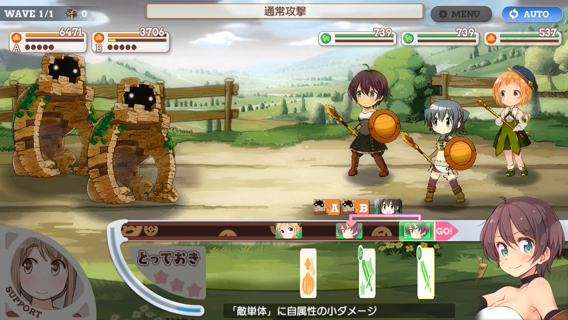 WAVE 1/1 0
通常攻撃
MENU
AUTO
6471
3706
739
739
537
A
B
A
B
GO!
とっておき
SUPPORT
「敵単体」に自属性の小ダメージ